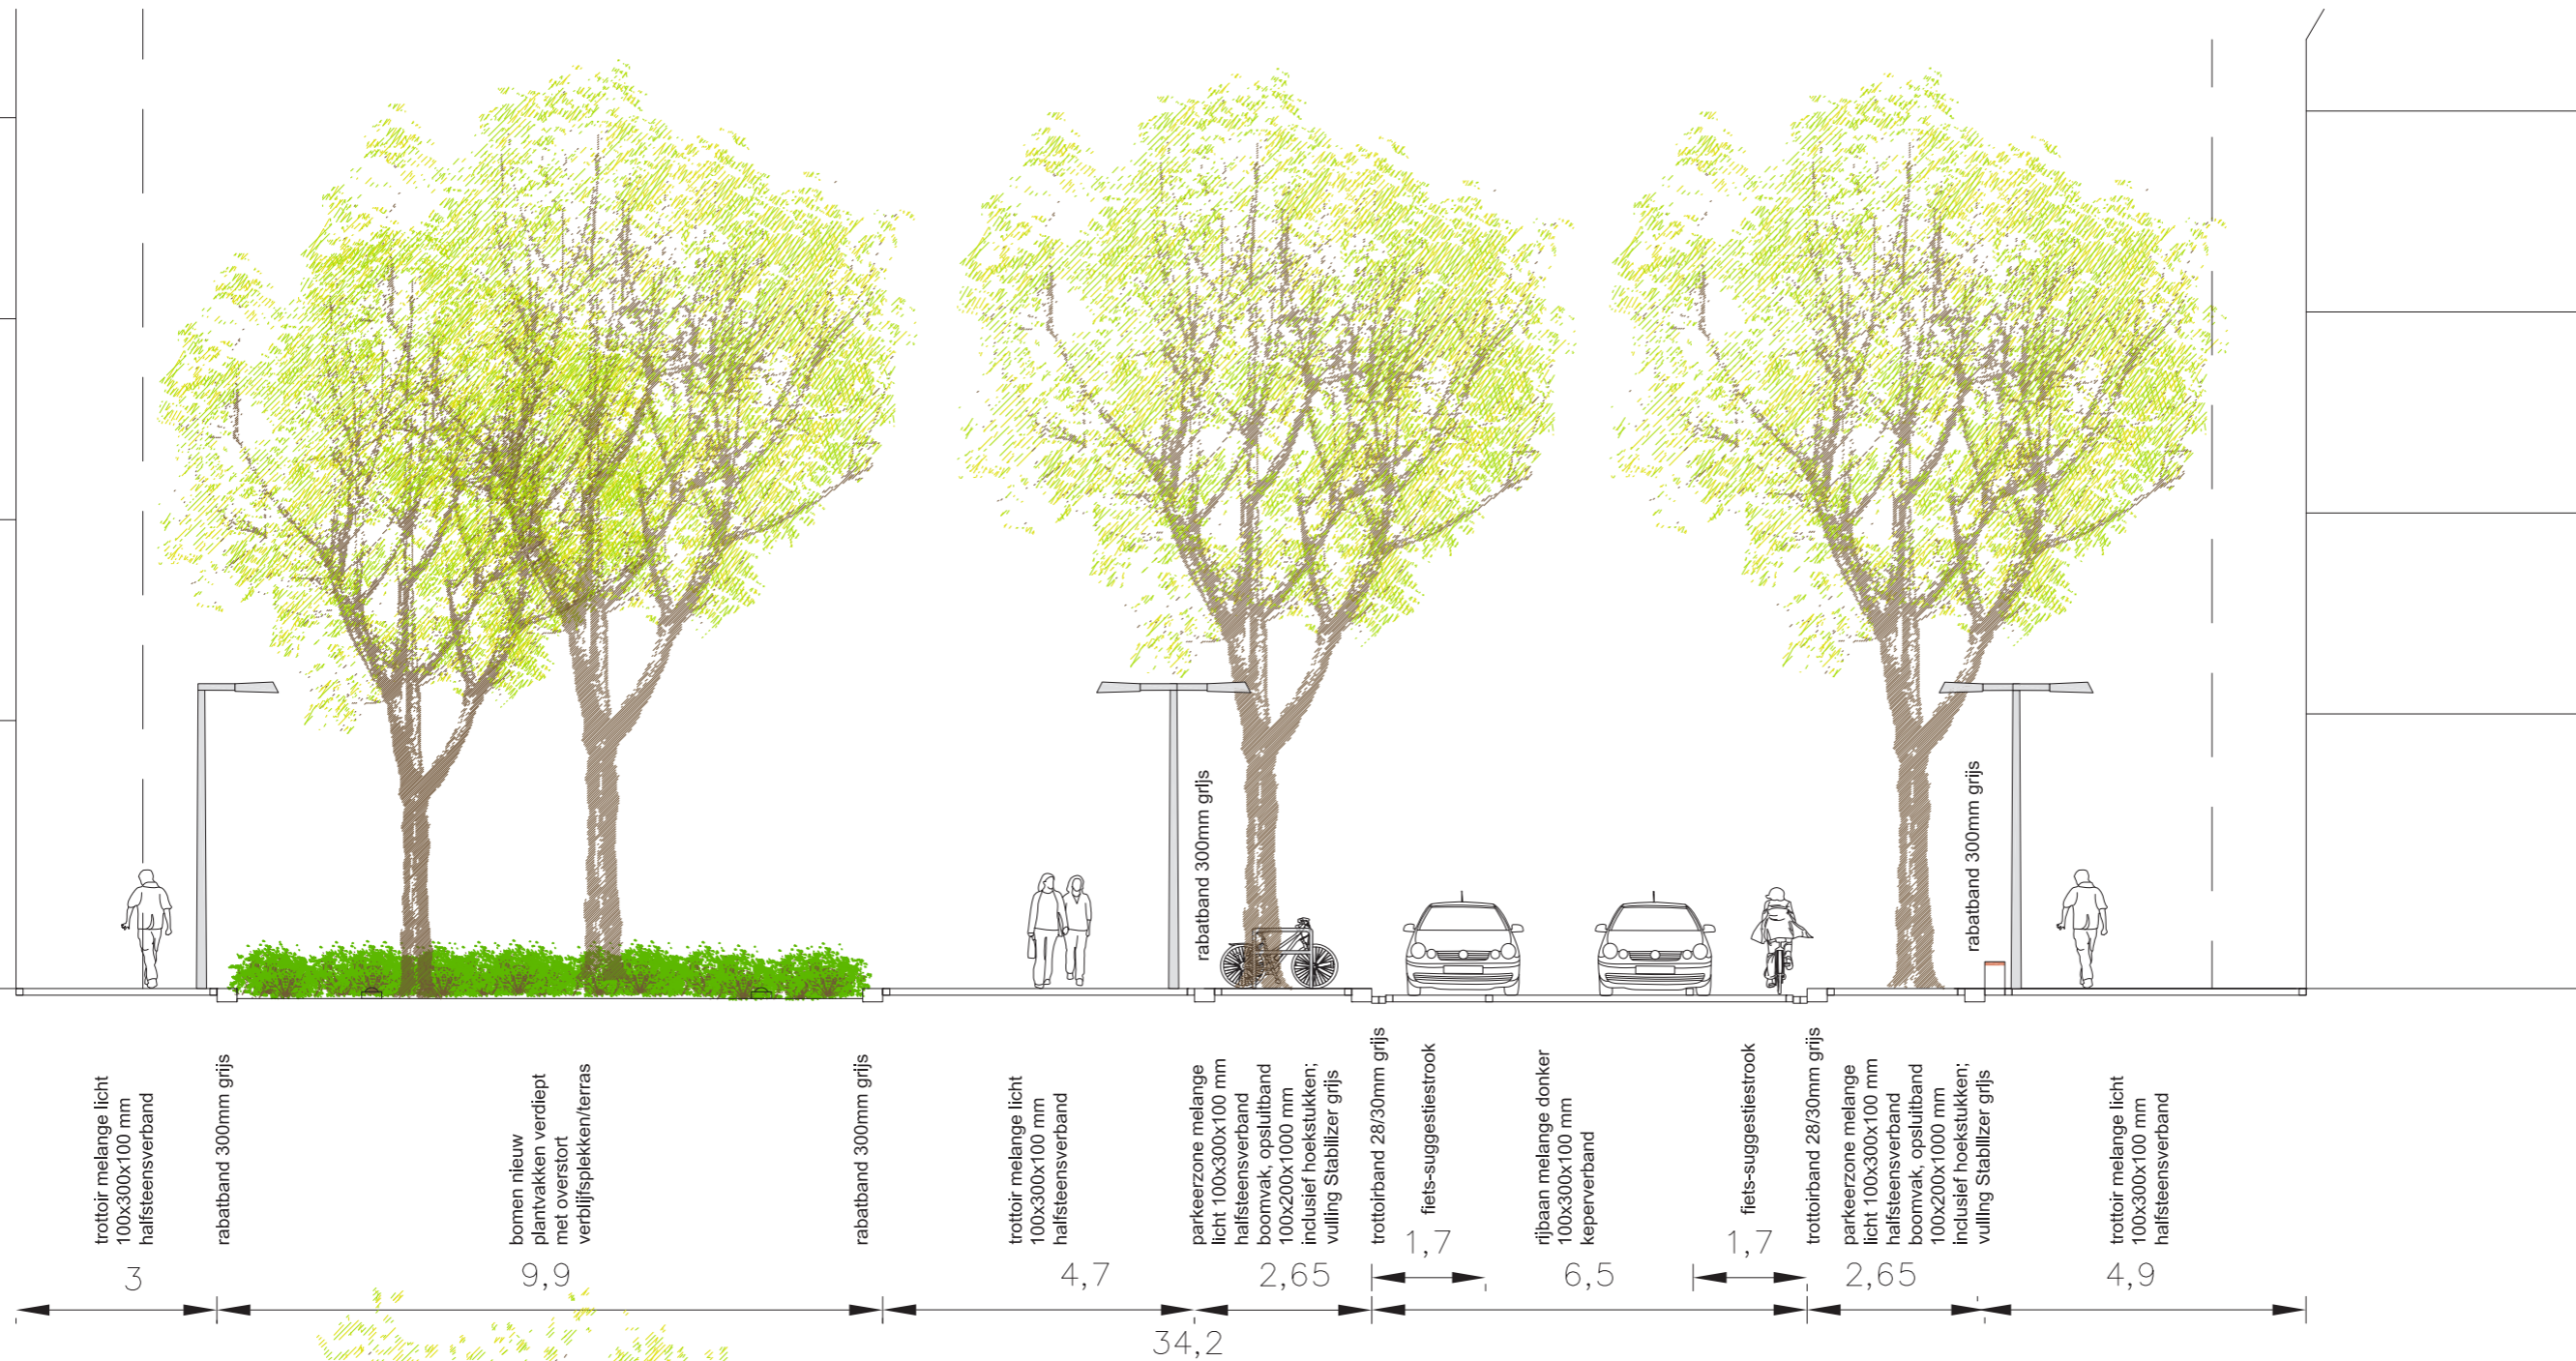 rabatband 300mm grijs
rabatband 300mm grijs
trottoir melange licht
100x300x100 mm
halfsteensverband
rabatband 300mm grijs
bomen nieuw
plantvakken verdiept
met overstort
verblijfsplekken/terras
rabatband 300mm grijs
trottoir melange licht
100x300x100 mm
halfsteensverband
parkeerzone melange
licht 100x300x100 mm
halfsteensverband
boomvak, opsluitband
100x200x1000 mm
inclusief hoekstukken;
vulling Stabilizer grijs
trottoirband 28/30mm grijs
fiets-suggestiestrook
rijbaan melange donker
100x300x100 mm
keperverband
fiets-suggestiestrook
trottoirband 28/30mm grijs
parkeerzone melange
licht 100x300x100 mm
halfsteensverband
boomvak, opsluitband
100x200x1000 mm
inclusief hoekstukken;
vulling Stabilizer grijs
trottoir melange licht
100x300x100 mm
halfsteensverband
1,7
1,7
3
9,9
4,7
2,65
6,5
2,65
4,9
34,2